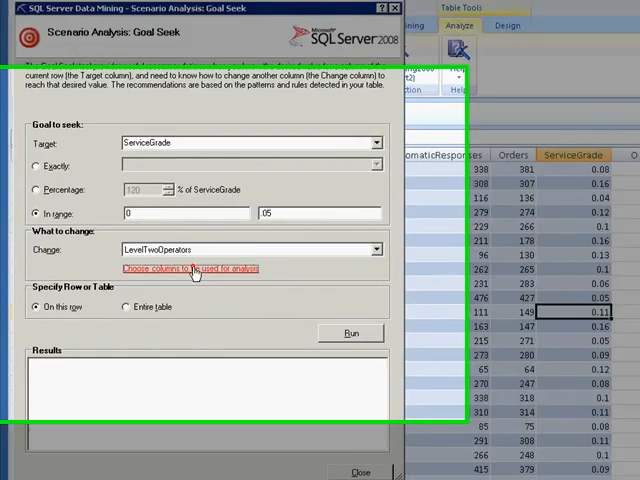 SQL Server Data Mining - Scenario Analysis: Goal Seek
Table Tools
Analyze
Design
Scenario Analysis: Goal Seek
Microsoft
SQL Server 2008
Help
current row (the Target column), and need to know how to change another column (the Change column) to
reach that desired value. The recommendations are based on the patterns and rules detected in your table.
Goal to seek:
Target:
ServiceGrade
Exactly:
Percentage:
120
% of ServiceGrade
In range:
0
.05
What to change:
Change:
LevelTwoOperators
Choose columns to be used for analysis
Specify Row or Table
On this row
Entire table
Run
Results
Close
omaticResponses Orders ServiceGrade
338 381 0.08
308 307 0.16
116 136 0.04
279 274 0.12
229 266 0.1
211 178 0.16
96 130 0.13
262 265 0.1
231 283 0.06
476 427 0.05
111 149 0.11
163 147 0.16
215 271 0.05
273 280 0.09
65 64 0.12
270 247 0.08
338 318 0.1
310 314 0.11
85 75 0.08
291 308 0.11
266 248 0.1
415 379 0.09